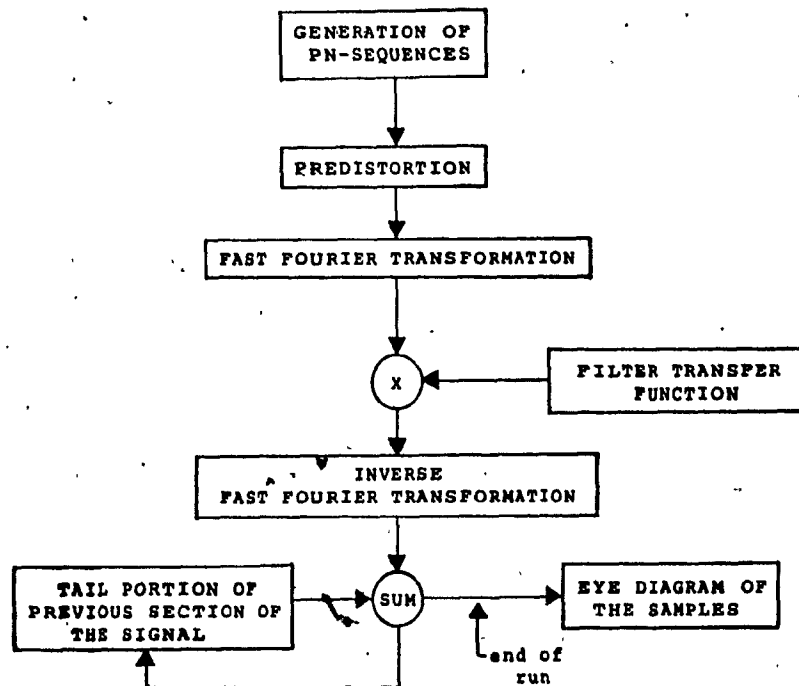 GENERATION OF
PN-SEQUENCES
PREDISTORTION
FAST FOURIER TRANSFORMATION
X
FILTER TRANSFER
FUNCTION
INVERSE
FAST FOURIER TRANSFORMATION
TAIL PORTION OF
PREVIOUS SECTION OF
THE SIGNAL
SUM
EYE DIAGRAM OF
THE SAMPLES
end of
run